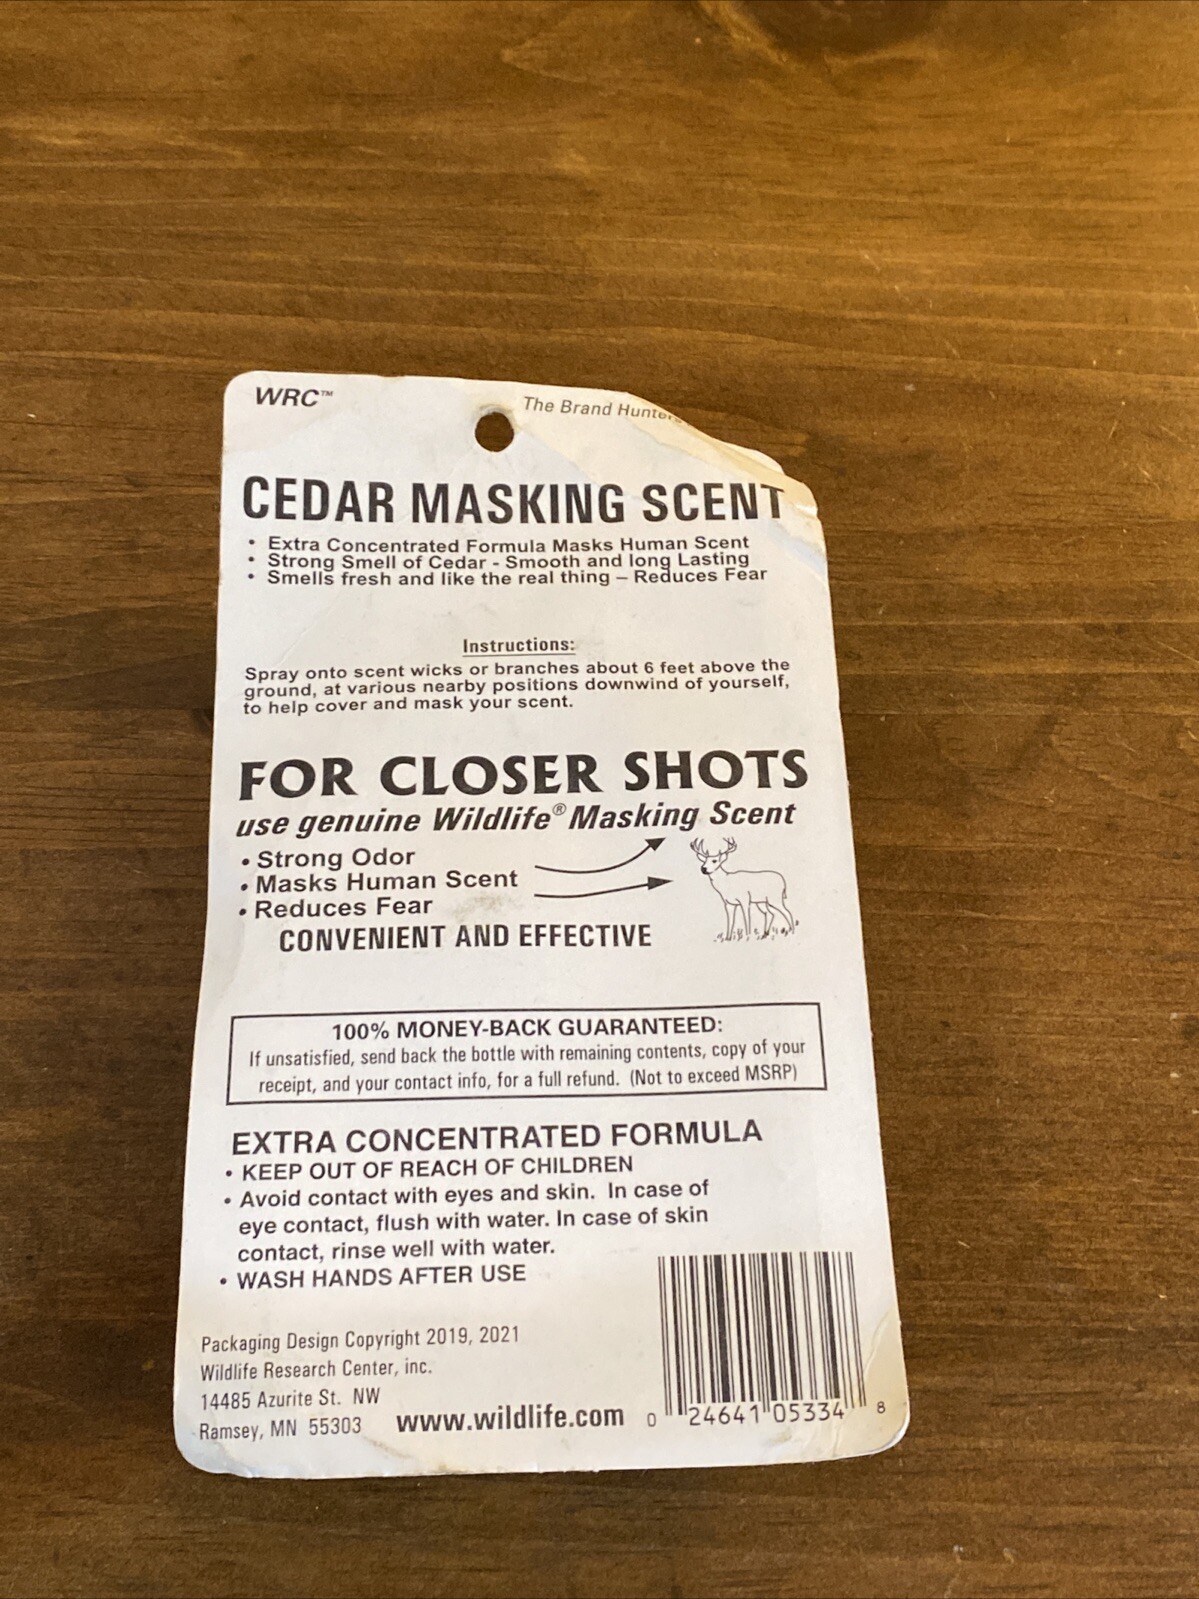 WRC™
The Brand Hunters
CEDAR MASKING SCENT
• Extra Concentrated Formula Masks Human Scent
• Strong Smell of Cedar - Smooth and long Lasting
• Smells fresh and like the real thing – Reduces Fear
Instructions:
Spray onto scent wicks or branches about 6 feet above the
ground, at various nearby positions downwind of yourself,
to help cover and mask your scent.
FOR CLOSER SHOTS
use genuine Wildlife® Masking Scent
• Strong Odor
• Masks Human Scent
• Reduces Fear
CONVENIENT AND EFFECTIVE
100% MONEY-BACK GUARANTEED:
If unsatisfied, send back the bottle with remaining contents, copy of your
receipt, and your contact info, for a full refund. (Not to exceed MSRP)
EXTRA CONCENTRATED FORMULA
• KEEP OUT OF REACH OF CHILDREN
• Avoid contact with eyes and skin. In case of
eye contact, flush with water. In case of skin
contact, rinse well with water.
• WASH HANDS AFTER USE
Packaging Design Copyright 2019, 2021
Wildlife Research Center, inc.
14485 Azurite St. NW
Ramsey, MN 55303
www.wildlife.com
0 24641 05334 8